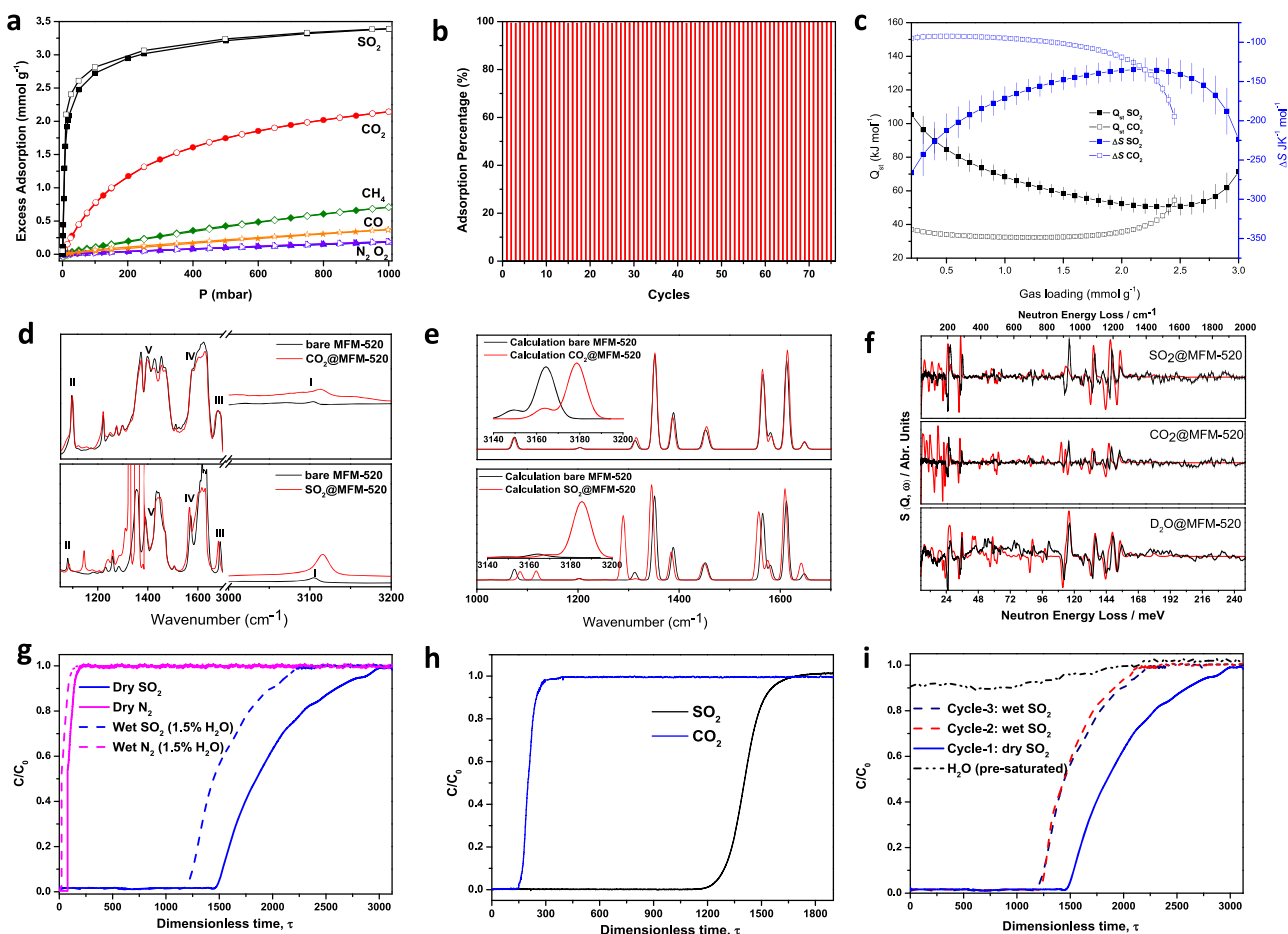 a
Excess Adsorption (mmol g⁻¹)
3.5
3.0
2.5
2.0
1.5
1.0
0.5
0.0
SO₂
CO₂
CH₄
CO
N₂ O₂
0 200 400 600 800 1000
P (mbar)
b
Adsorption Percentage (%)
100
80
60
40
20
0
0 10 20 30 40 50 60 70
Cycles
c
Qst (kJ mol⁻¹)
160
140
120
100
80
60
40
20
Qst SO₂
Qst CO₂
ΔS SO₂
ΔS CO₂
-100
-150
-200
-250
-300
-350
ΔS JK⁻¹ mol
0.5 1.0 1.5 2.0 2.5 3.0
Gas loading (mmol g⁻¹)
d
bare MFM-520
CO₂@MFM-520
II V IV III I
bare MFM-520
SO₂@MFM-520
II V IV III I
1200 1400 1600 3000 3100 3200
Wavenumber (cm⁻¹)
e
Calculation bare MFM-520
Calculation CO₂@MFM-520
3140 3160 3180 3200
Calculation bare MFM-520
Calculation SO₂@MFM-520
3140 3160 3180 3200
1000 1200 1400 1600
Wavenumber (cm⁻¹)
f
Neutron Energy Loss / cm⁻¹
200 400 600 800 1000 1200 1400 1600 1800 2000
SO₂@MFM-520
CO₂@MFM-520
D₂O@MFM-520
S (Q, ω) / Abr. Units
24 48 72 96 120 144 168 192 216 240
Neutron Energy Loss / meV
g
C/C₀
1.0
0.8
0.6
0.4
0.2
0.0
Dry SO₂
Dry N₂
Wet SO₂ (1.5% H₂O)
Wet N₂ (1.5% H₂O)
0 500 1000 1500 2000 2500 3000
Dimensionless time, τ
h
C/C₀
1.0
0.8
0.6
0.4
0.2
0.0
SO₂
CO₂
0 300 600 900 1200 1500 1800
Dimensionless time, τ
i
C/C₀
1.0
0.8
0.6
0.4
0.2
0.0
Cycle-3: wet SO₂
Cycle-2: wet SO₂
Cycle-1: dry SO₂
H₂O (pre-saturated)
0 500 1000 1500 2000 2500 3000
Dimensionless time, τ